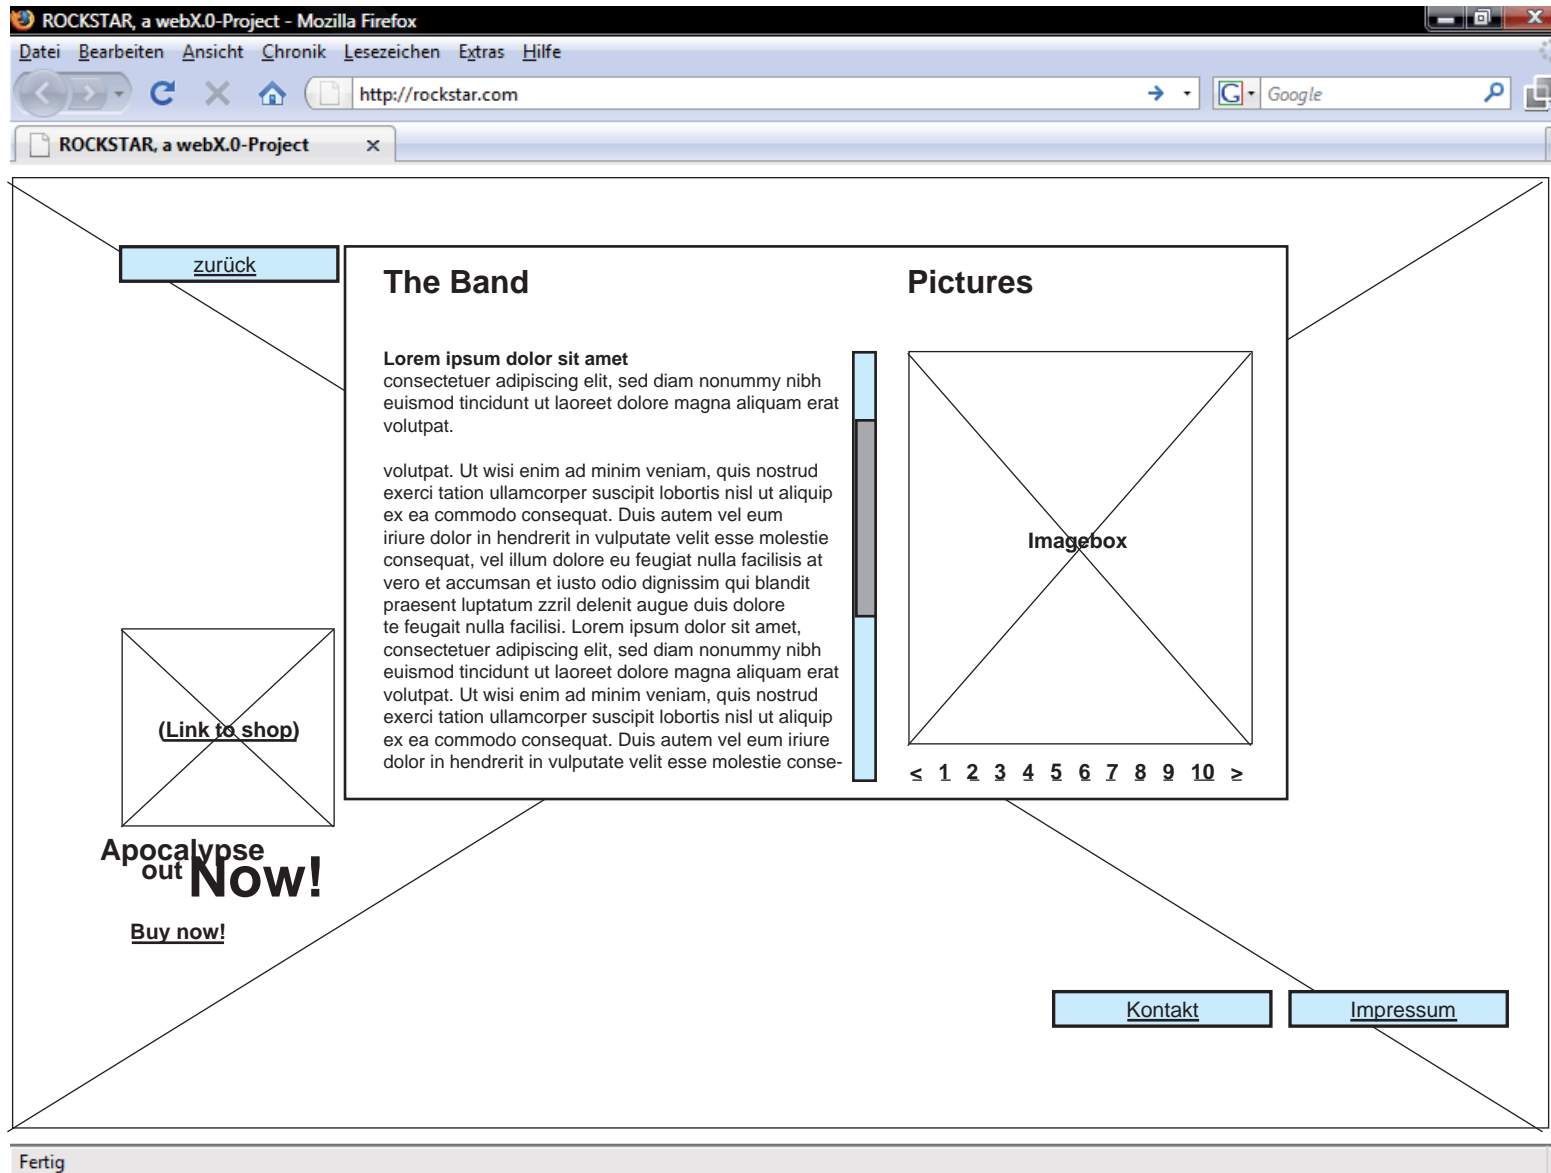 ROCKSTAR, a webX.0-Project - Mozilla Firefox
Datei Bearbeiten Ansicht Chronik Lesezeichen Extras Hilfe
http://rockstar.com
G Google
ROCKSTAR, a webX.0-Project x
zurück
The Band
Lorem ipsum dolor sit amet
consectetuer adipiscing elit, sed diam nonummy nibh
euismod tincidunt ut laoreet dolore magna aliquam erat
volutpat.
volutpat. Ut wisi enim ad minim veniam, quis nostrud
exerci tation ullamcorper suscipit lobortis nisl ut aliquip
ex ea commodo consequat. Duis autem vel eum
iriure dolor in hendrerit in vulputate velit esse molestie
consequat, vel illum dolore eu feugiat nulla facilisis at
vero et accumsan et iusto odio dignissim qui blandit
praesent luptatum zzril delenit augue duis dolore
te feugait nulla facilisi. Lorem ipsum dolor sit amet,
consectetuer adipiscing elit, sed diam nonummy nibh
euismod tincidunt ut laoreet dolore magna aliquam erat
volutpat. Ut wisi enim ad minim veniam, quis nostrud
exerci tation ullamcorper suscipit lobortis nisl ut aliquip
ex ea commodo consequat. Duis autem vel eum iriure
dolor in hendrerit in vulputate velit esse molestie conse-
Pictures
Imagebox
< 1 2 3 4 5 6 7 8 9 10 >
(Link to shop)
Apocalypse
out Now!
Buy now!
Kontakt
Impressum
Fertig